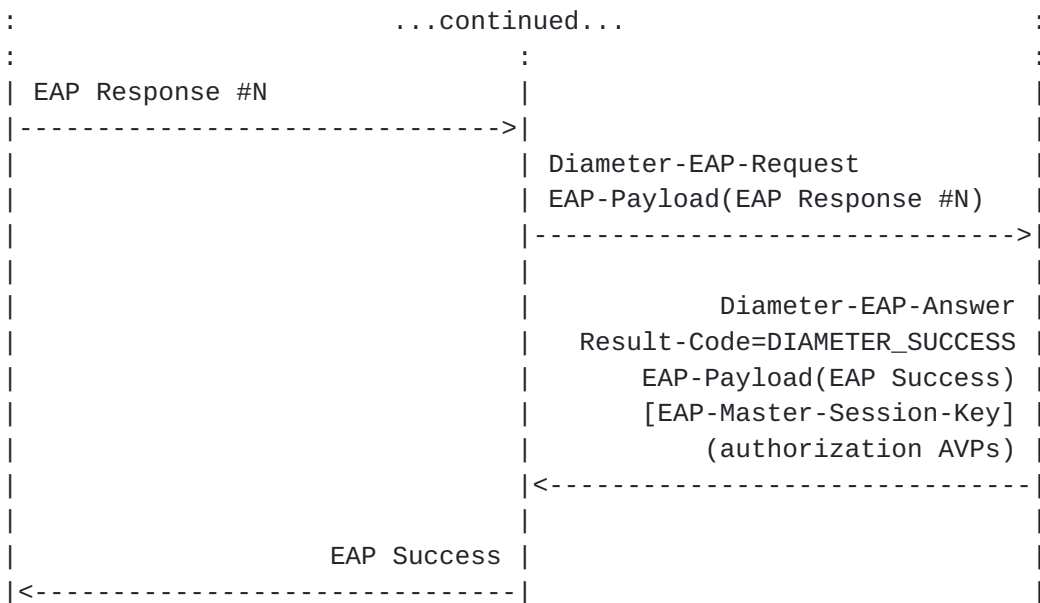 ...continued...
EAP Response #N
Diameter-EAP-Request
EAP-Payload(EAP Response #N)
Diameter-EAP-Answer
Result-Code=DIAMETER_SUCCESS
EAP-Payload(EAP Success)
[EAP-Master-Session-Key]
(authorization AVPs)
EAP Success